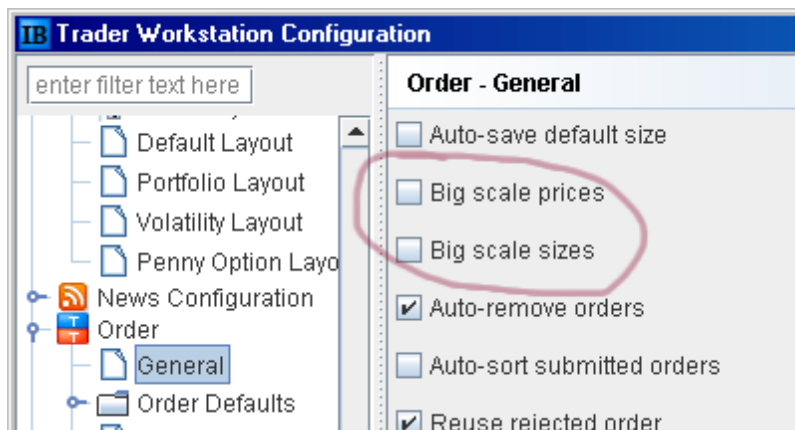 IB Trader Workstation Configuration
enter filter text here
Default Layout
Portfolio Layout
Volatility Layout
Penny Option Layo
News Configuration
T Order
T
General
Order Defaults
Order - General
Auto-save default size
Big scale prices
Big scale sizes
Auto-remove orders
Auto-sort submitted orders
Reuse rejected order